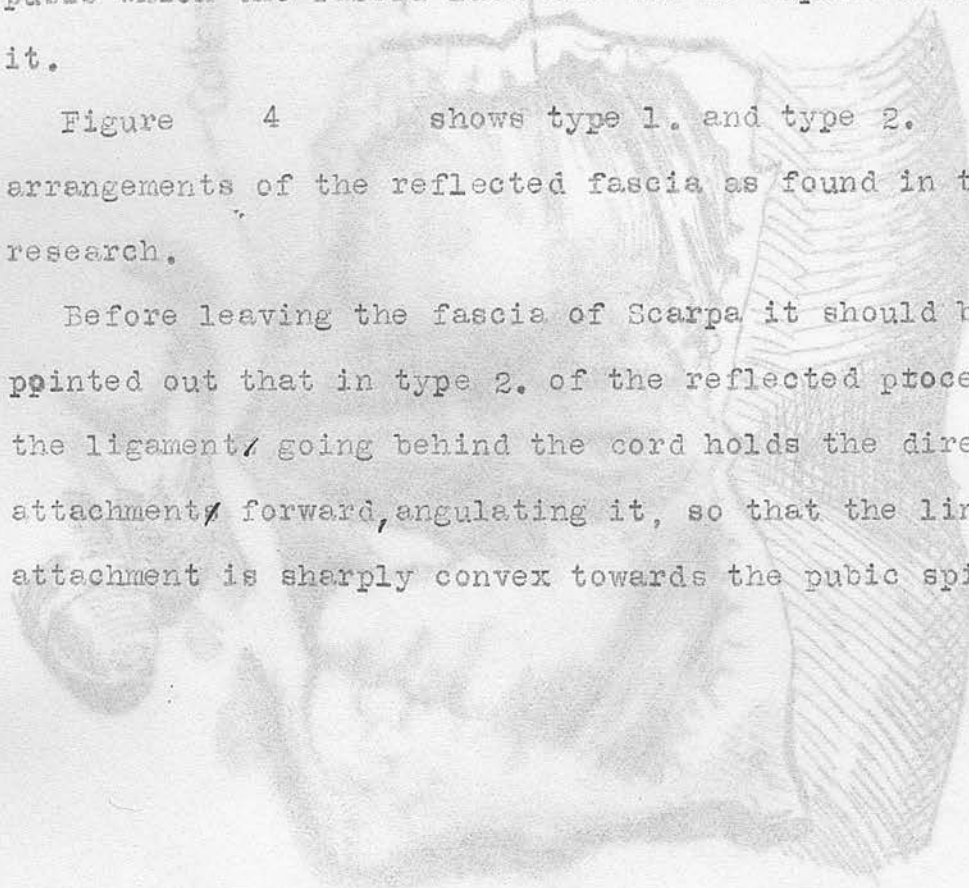 it.
Figure 4 shows type 1. and type 2.
arrangements of the reflected fascia as found in t
research.
Before leaving the fascia of Scarpa it should b
pointed out that in type 2. of the reflected ptoce
the ligament/ going behind the cord holds the dire
attachment/ forward, angulating it, so that the lin
attachment is sharply convex towards the pubic spi